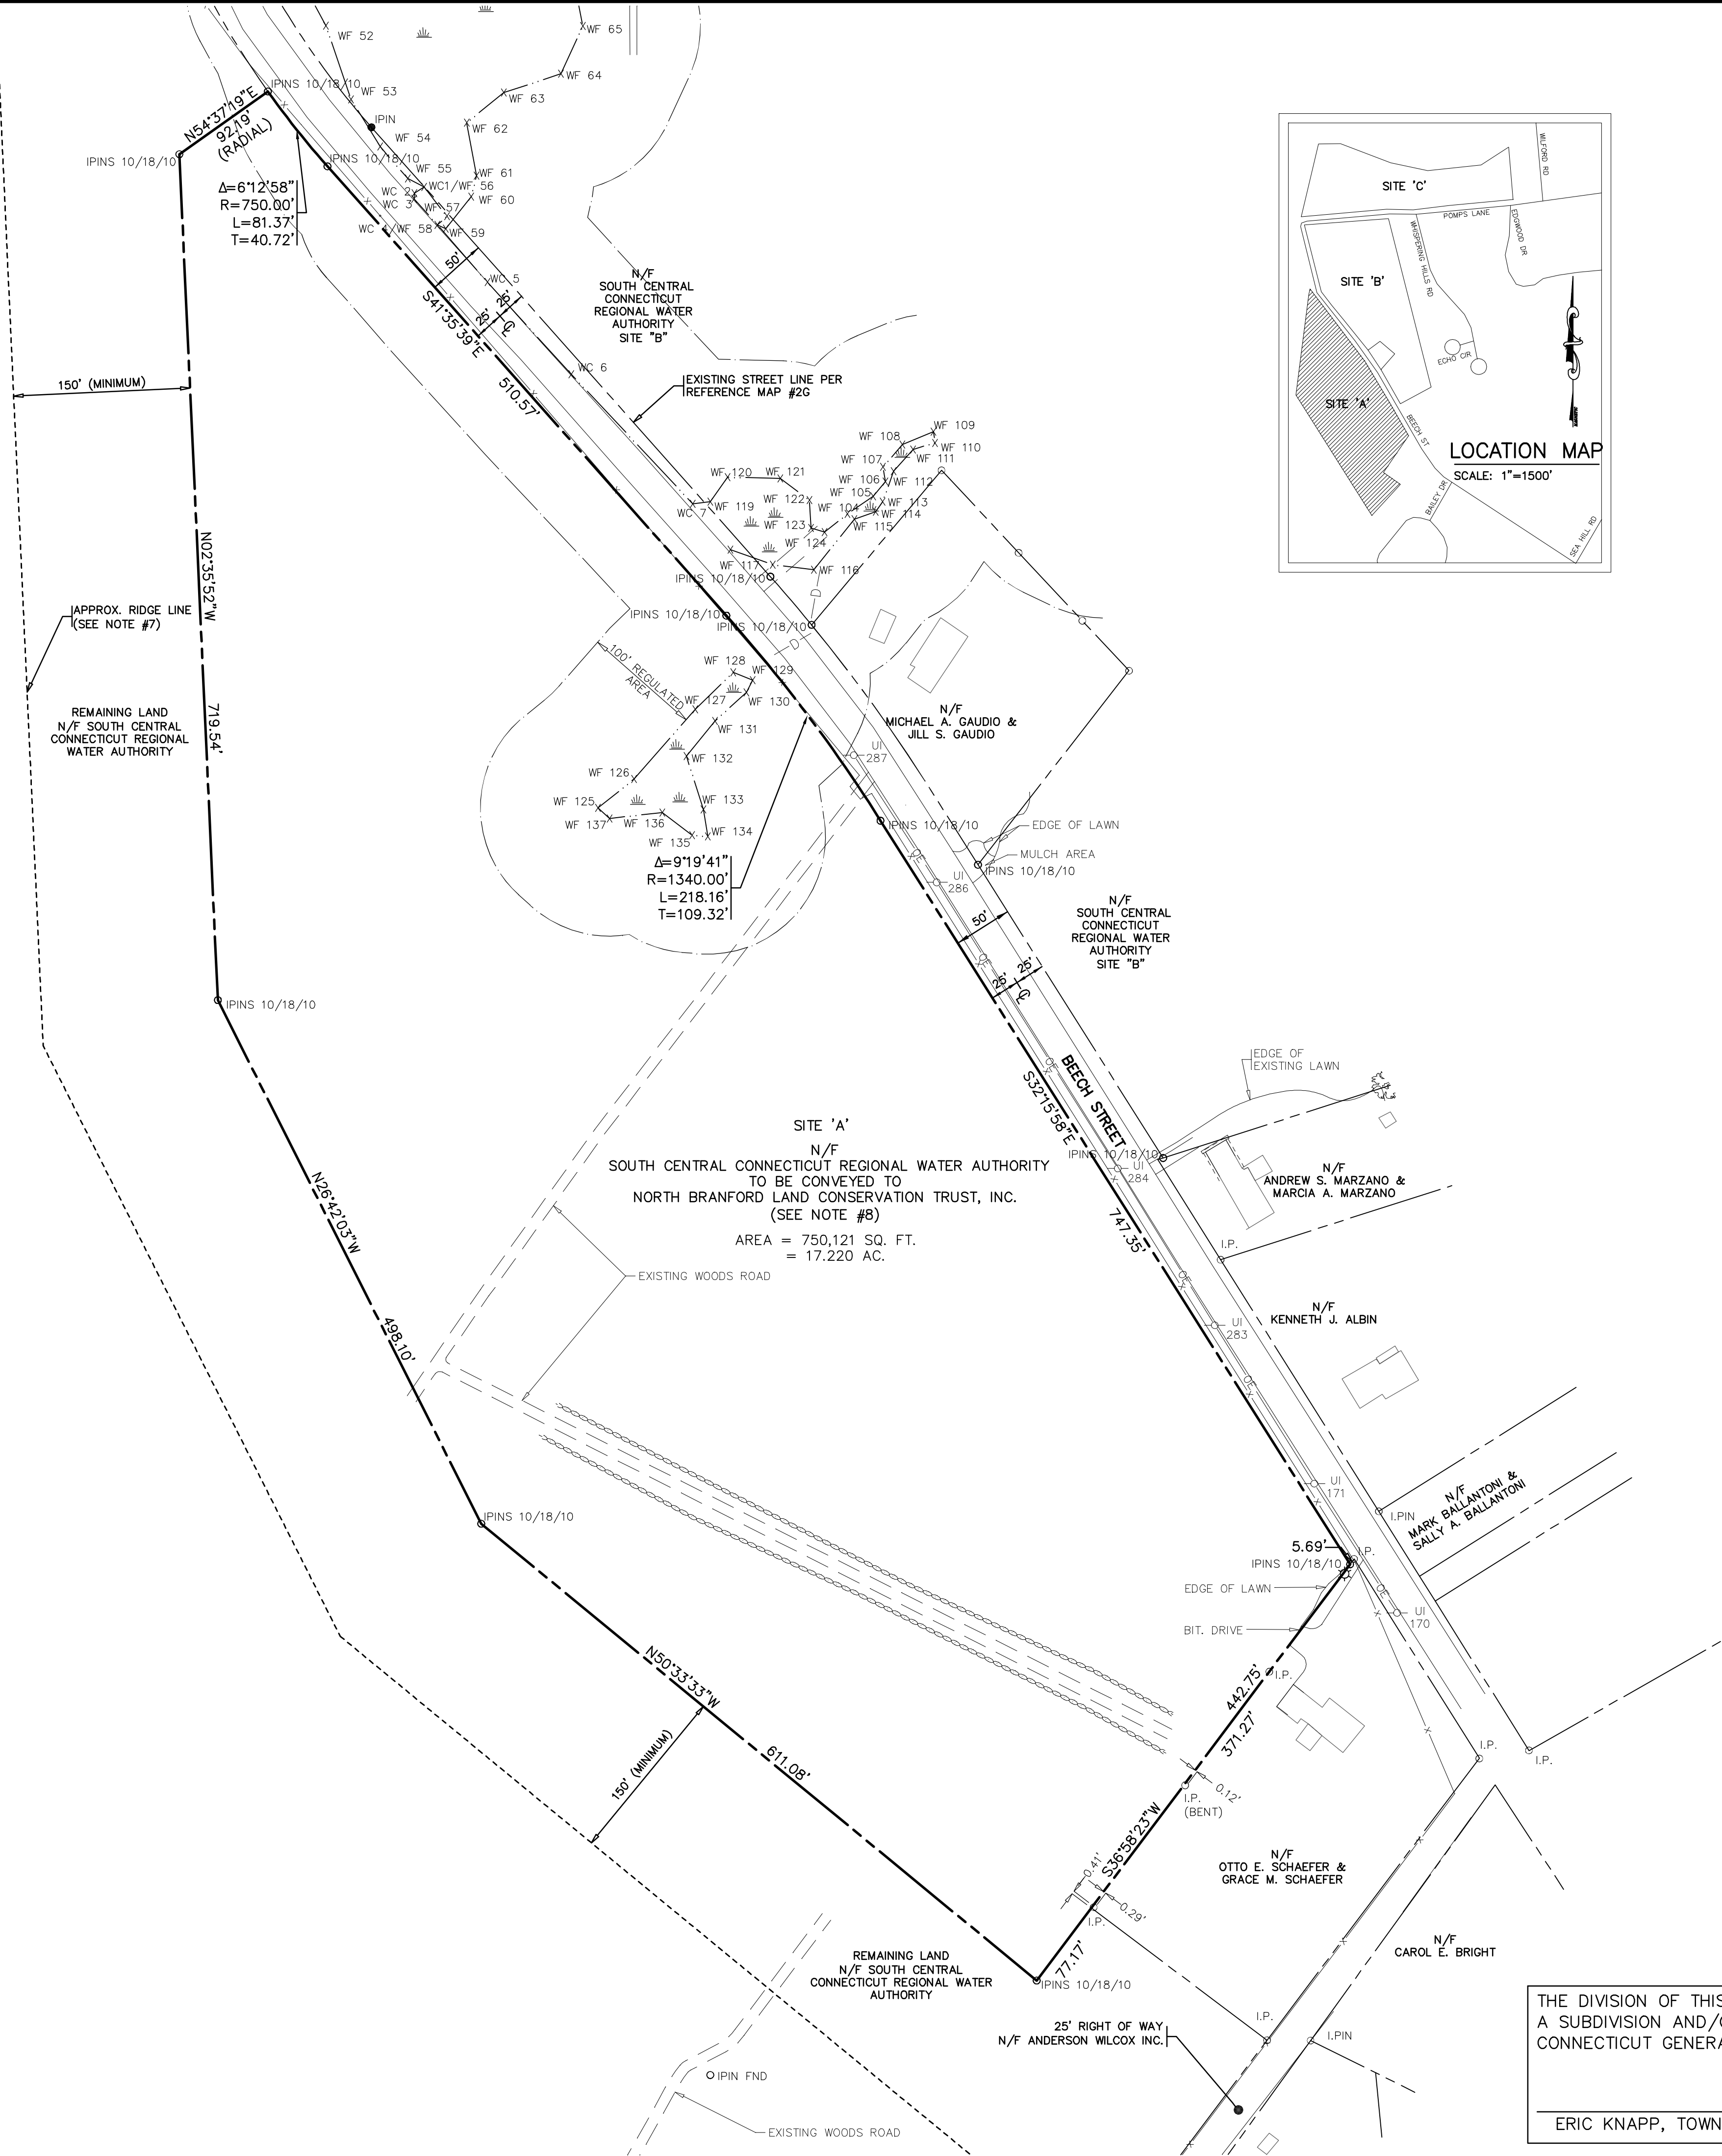 WF 52
WF 65
WF 64
WF 63
WF 53
IPINS 10/18/10
N54°37'19"E
92.19'
(RADIAL)
IPIN
WF 62
WF 54
IPINS 10/18/10
IPINS 10/18/10
WF 55
WF 61
WC1/WF 56
WC 2
WF 60
WC 3
WF 57
WC 4/WF 58
WF 59
Δ=6°12'58"
R=750.00'
L=81.37'
T=40.72'
50'
WC 5
25'
25'
℄
S41°35'39"E
510.57'
N/F
SOUTH CENTRAL
CONNECTICUT
REGIONAL WATER
AUTHORITY
SITE "B"
WC 6
EXISTING STREET LINE PER
REFERENCE MAP #2G
150' (MINIMUM)
WILFORD RD
SITE 'C'
POMPS LANE
EDGWOOD DR
WHISPERING HILLS RD
SITE 'B'
ECHO CIR
SITE 'A'
BEECH ST
BAILEY DR
SEA HILL RD
LOCATION MAP
SCALE: 1"=1500'
WF 109
WF 108
WF 110
WF 111
WF 107
WF 106
WF 112
WF 105
WF 113
WF 104
WF 114
WF 115
WF 120
WF 121
WF 122
WF 119
WC 7
WF 123
WF 124
WF 117
WF 116
IPINS 10/18/10
IPINS 10/18/10
IPINS 10/18/10
D
D
N02°35'52"W
719.54'
APPROX. RIDGE LINE
(SEE NOTE #7)
REMAINING LAND
N/F SOUTH CENTRAL
CONNECTICUT REGIONAL
WATER AUTHORITY
100' REGULATED
AREA
WF 128
WF 129
WF 127
WF 130
WF 131
WF 132
WF 126
WF 125
WF 133
WF 137
WF 136
WF 134
WF 135
Δ=9°19'41"
R=1340.00'
L=218.16'
T=109.32'
N/F
MICHAEL A. GAUDIO &
JILL S. GAUDIO
UI
287
IPINS 10/18/10
EDGE OF LAWN
MULCH AREA
IPINS 10/18/10
OE
UI
286
50'
OE
25'
25'
℄
N/F
SOUTH CENTRAL
CONNECTICUT
REGIONAL WATER
AUTHORITY
SITE "B"
IPINS 10/18/10
OE
BEECH STREET
S32°15'58"E
747.35'
EDGE OF
EXISTING LAWN
IPINS 10/18/10
UI
284
N/F
ANDREW S. MARZANO &
MARCIA A. MARZANO
I.P.
SITE 'A'
N/F
SOUTH CENTRAL CONNECTICUT REGIONAL WATER AUTHORITY
TO BE CONVEYED TO
NORTH BRANFORD LAND CONSERVATION TRUST, INC.
(SEE NOTE #8)
AREA = 750,121 SQ. FT.
= 17.220 AC.
EXISTING WOODS ROAD
N26°42'03"W
498.10'
OE
N/F
KENNETH J. ALBIN
UI
283
OE
UI
171
I.PIN
N/F
MARK BALLANTONI &
SALLY A. BALLANTONI
IPINS 10/18/10
5.69'
I.P.
IPINS 10/18/10
EDGE OF LAWN
OE
UI
170
BIT. DRIVE
N50°33'33"W
611.08'
150' (MINIMUM)
442.75'
I.P.
371.27'
I.P.
I.P.
0.12'
I.P.
(BENT)
S36°58'23"W
0.41'
0.29'
I.P.
N/F
OTTO E. SCHAEFER &
GRACE M. SCHAEFER
77.17'
IPINS 10/18/10
N/F
CAROL E. BRIGHT
REMAINING LAND
N/F SOUTH CENTRAL
CONNECTICUT REGIONAL WATER
AUTHORITY
25' RIGHT OF WAY
N/F ANDERSON WILCOX INC.
I.P.
I.PIN
IPIN FND
EXISTING WOODS ROAD
THE DIVISION OF THIS
A SUBDIVISION AND/
CONNECTICUT GENERA
ERIC KNAPP, TOWN